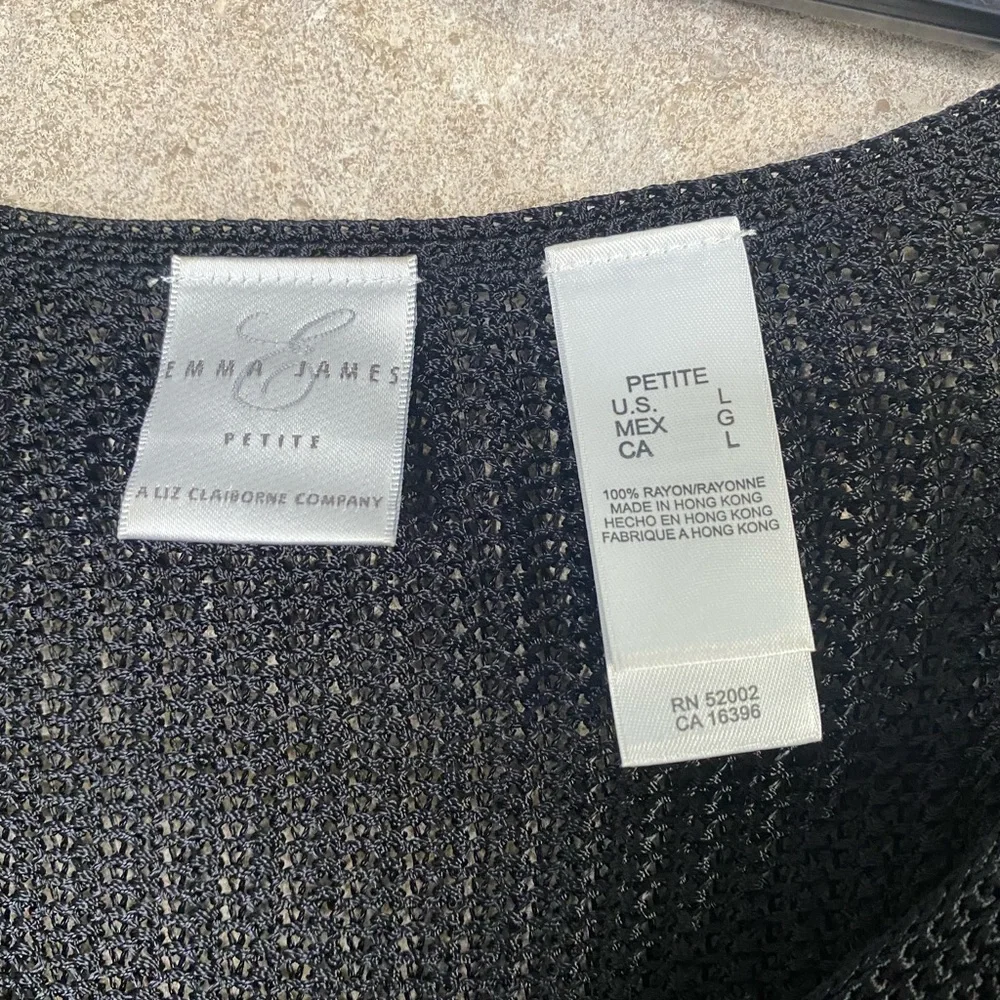 E
EMMA JAMES
PETITE
A LIZ CLAIBORNE COMPANY
PETITE
U.S. L
MEX G
CA L
100% RAYON/RAYONNE
MADE IN HONG KONG
HECHO EN HONG KONG
FABRIQUE A HONG KONG
RN 52002
CA 16396